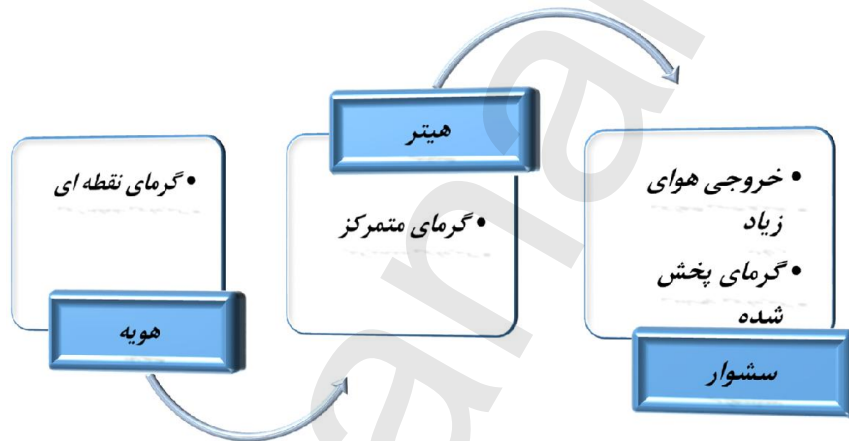 گرمای نقطه ای
هویه
هیتر
گرمای متمرکز
خروجی هوای
زیاد
گرمای پخش
شده
سشوار